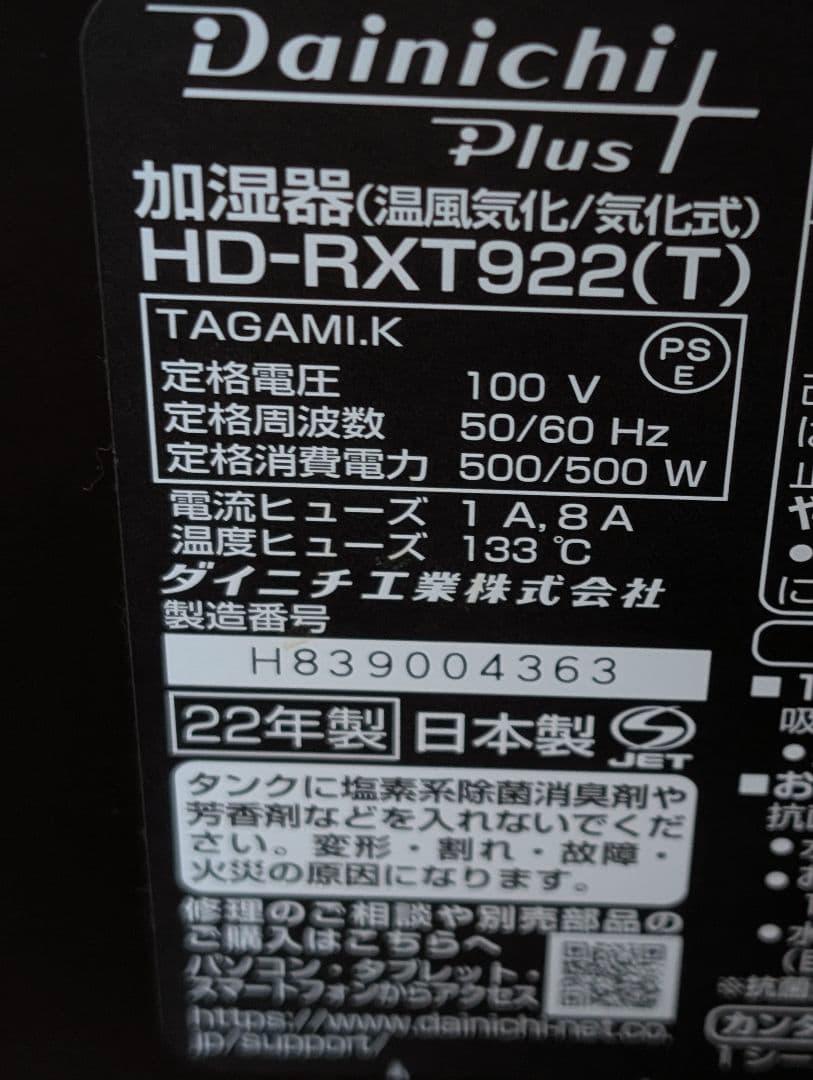 Dainichi
Plus
加湿器(温風気化/気化式)
HD-RXT922(T)
TAGAMI.K
PS
E
定格電圧 100 V
定格周波数 50/60 Hz
定格消費電力 500/500 W
電流ヒューズ 1 A, 8 A
温度ヒューズ 133 ℃
ダイニチ工業株式会社
製造番号
H839004363
22年製 日本製
JET
タンクに塩素系除菌消臭剤や
芳香剤などを入れないでくだ
さい。変形・割れ・故障・
火災の原因になります。
修理のご相談や別売部品の
ご購入はこちらへ
パソコン・タブレット・
スマートフォンからアクセス
https://www.dainichi-net.co.
jp/support/